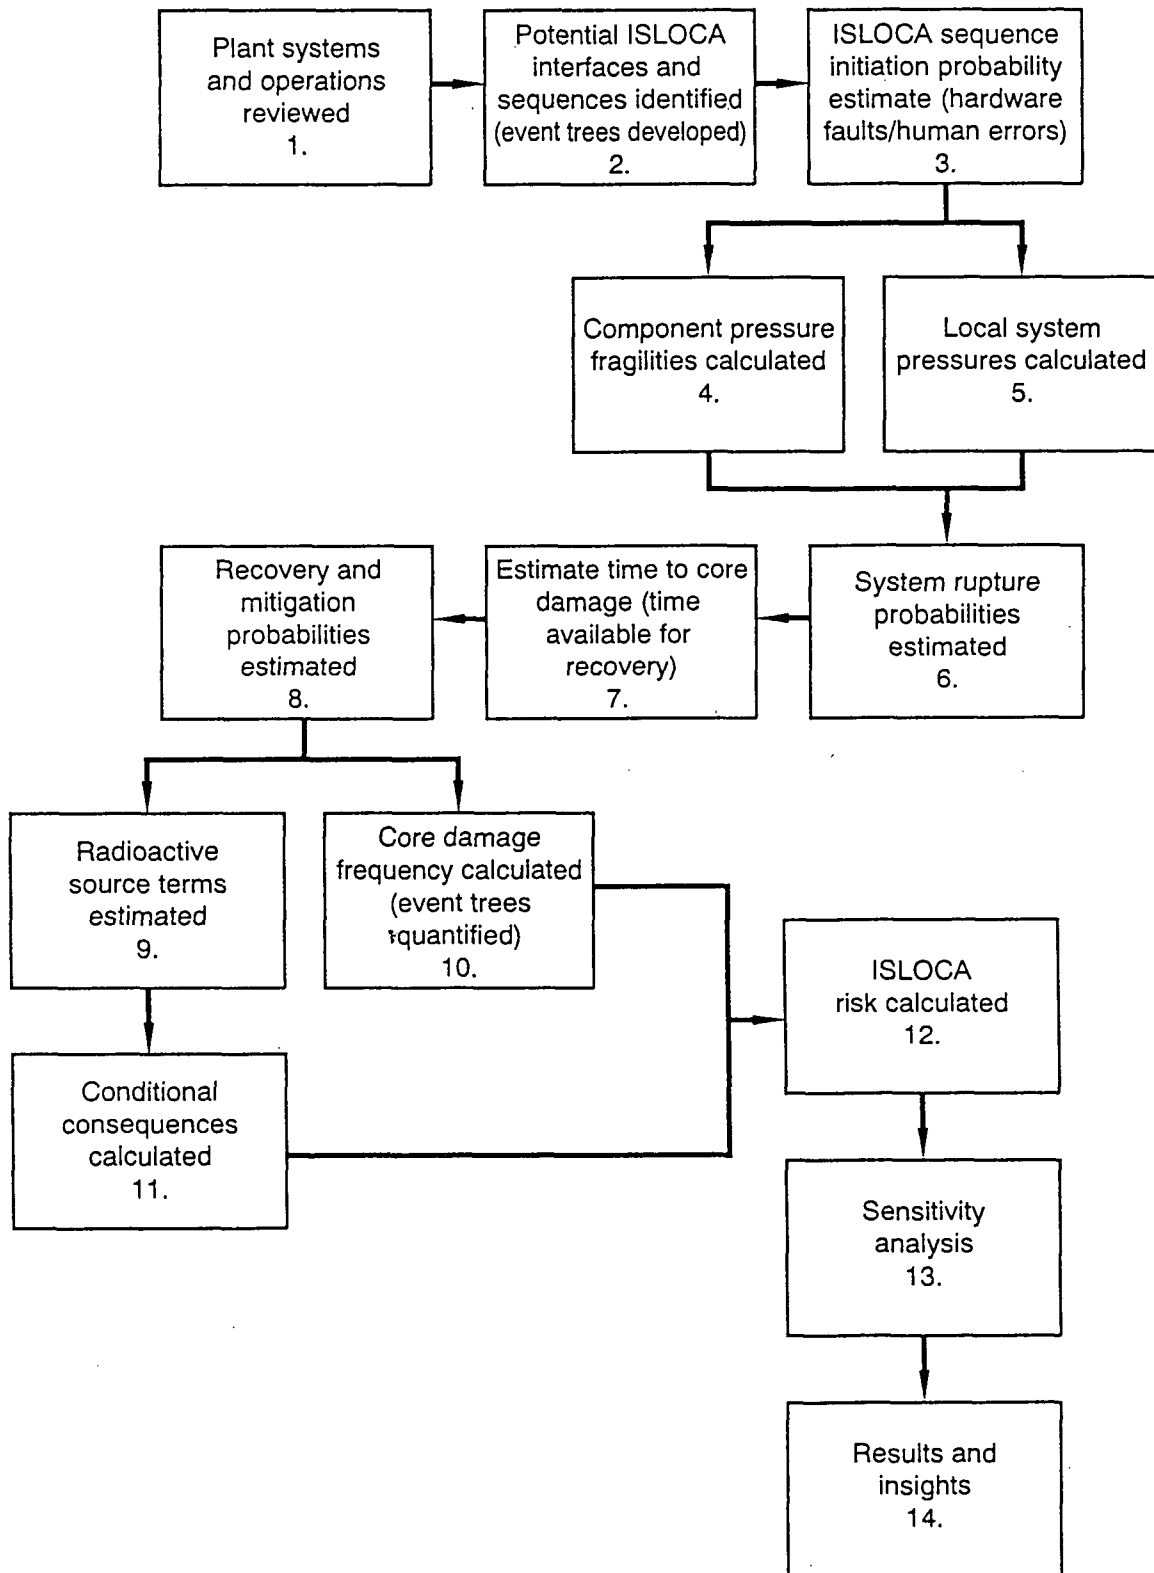 Plant systems
and operations
reviewed
1.
Potential ISLOCA
interfaces and
sequences identified
(event trees developed)
2.
ISLOCA sequence
initiation probability
estimate (hardware
faults/human errors)
3.
Component pressure
fragilities calculated
4.
Local system
pressures calculated
5.
System rupture
probabilities
estimated
6.
Estimate time to core
damage (time
available for
recovery)
7.
Recovery and
mitigation
probabilities
estimated
8.
Radioactive
source terms
estimated
9.
Core damage
frequency calculated
(event trees
quantified)
10.
Conditional
consequences
calculated
11.
ISLOCA
risk calculated
12.
Sensitivity
analysis
13.
Results and
insights
14.